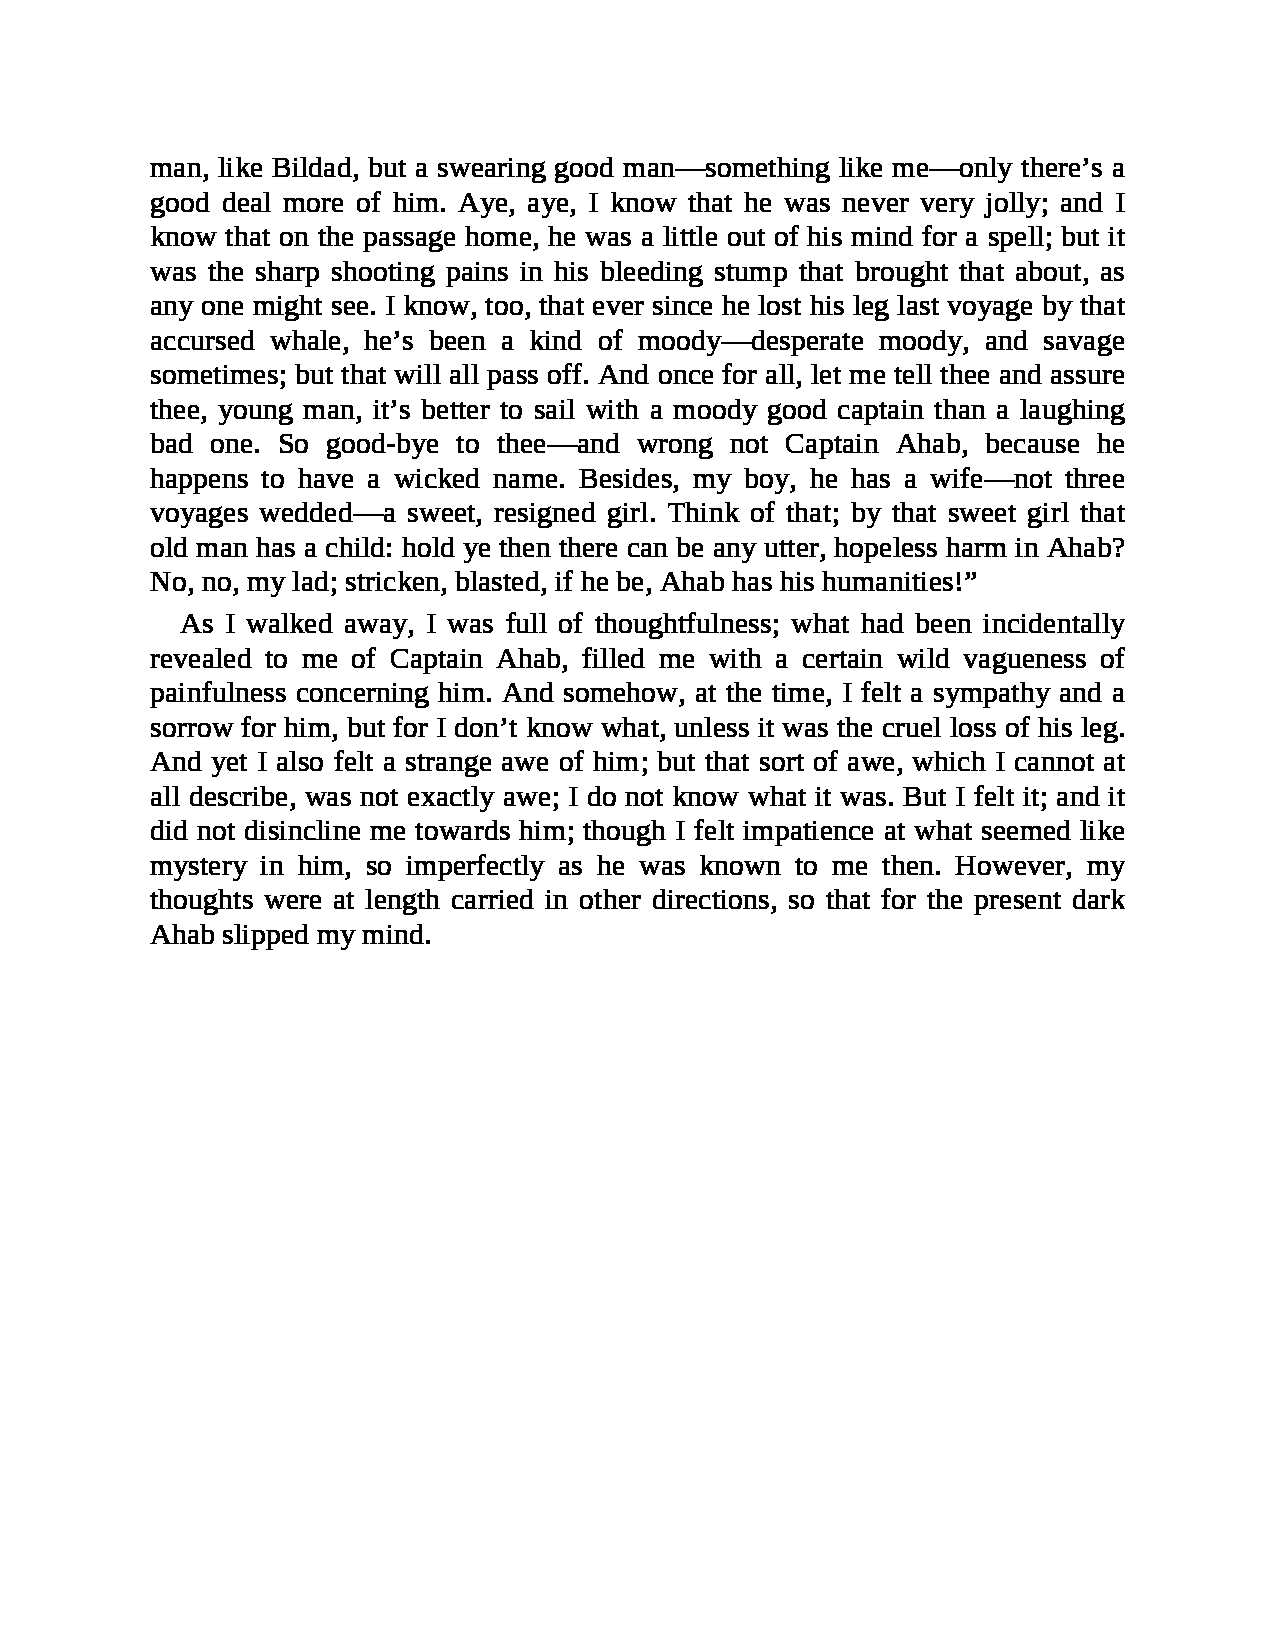 man, like Bildad, but a swearing good man—something like me—only there’s a
good deal more of him. Aye, aye, I know that he was never very jolly; and I
know that on the passage home, he was a little out of his mind for a spell; but it
was the sharp shooting pains in his bleeding stump that brought that about, as
any one might see. I know, too, that ever since he lost his leg last voyage by that
accursed whale, he’s been a kind of moody—desperate moody, and savage
sometimes; but that will all pass off. And once for all, let me tell thee and assure
thee, young man, it’s better to sail with a moody good captain than a laughing
bad one. So good-bye to thee—and wrong not Captain Ahab, because he
happens to have a wicked name. Besides, my boy, he has a wife—not three
voyages wedded—a sweet, resigned girl. Think of that; by that sweet girl that
old man has a child: hold ye then there can be any utter, hopeless harm in Ahab?
No, no, my lad; stricken, blasted, if he be, Ahab has his humanities!”
As I walked away, I was full of thoughtfulness; what had been incidentally
revealed to me of Captain Ahab, filled me with a certain wild vagueness of
painfulness concerning him. And somehow, at the time, I felt a sympathy and a
sorrow for him, but for I don’t know what, unless it was the cruel loss of his leg.
And yet I also felt a strange awe of him; but that sort of awe, which I cannot at
all describe, was not exactly awe; I do not know what it was. But I felt it; and it
did not disincline me towards him; though I felt impatience at what seemed like
mystery in him, so imperfectly as he was known to me then. However, my
thoughts were at length carried in other directions, so that for the present dark
Ahab slipped my mind.